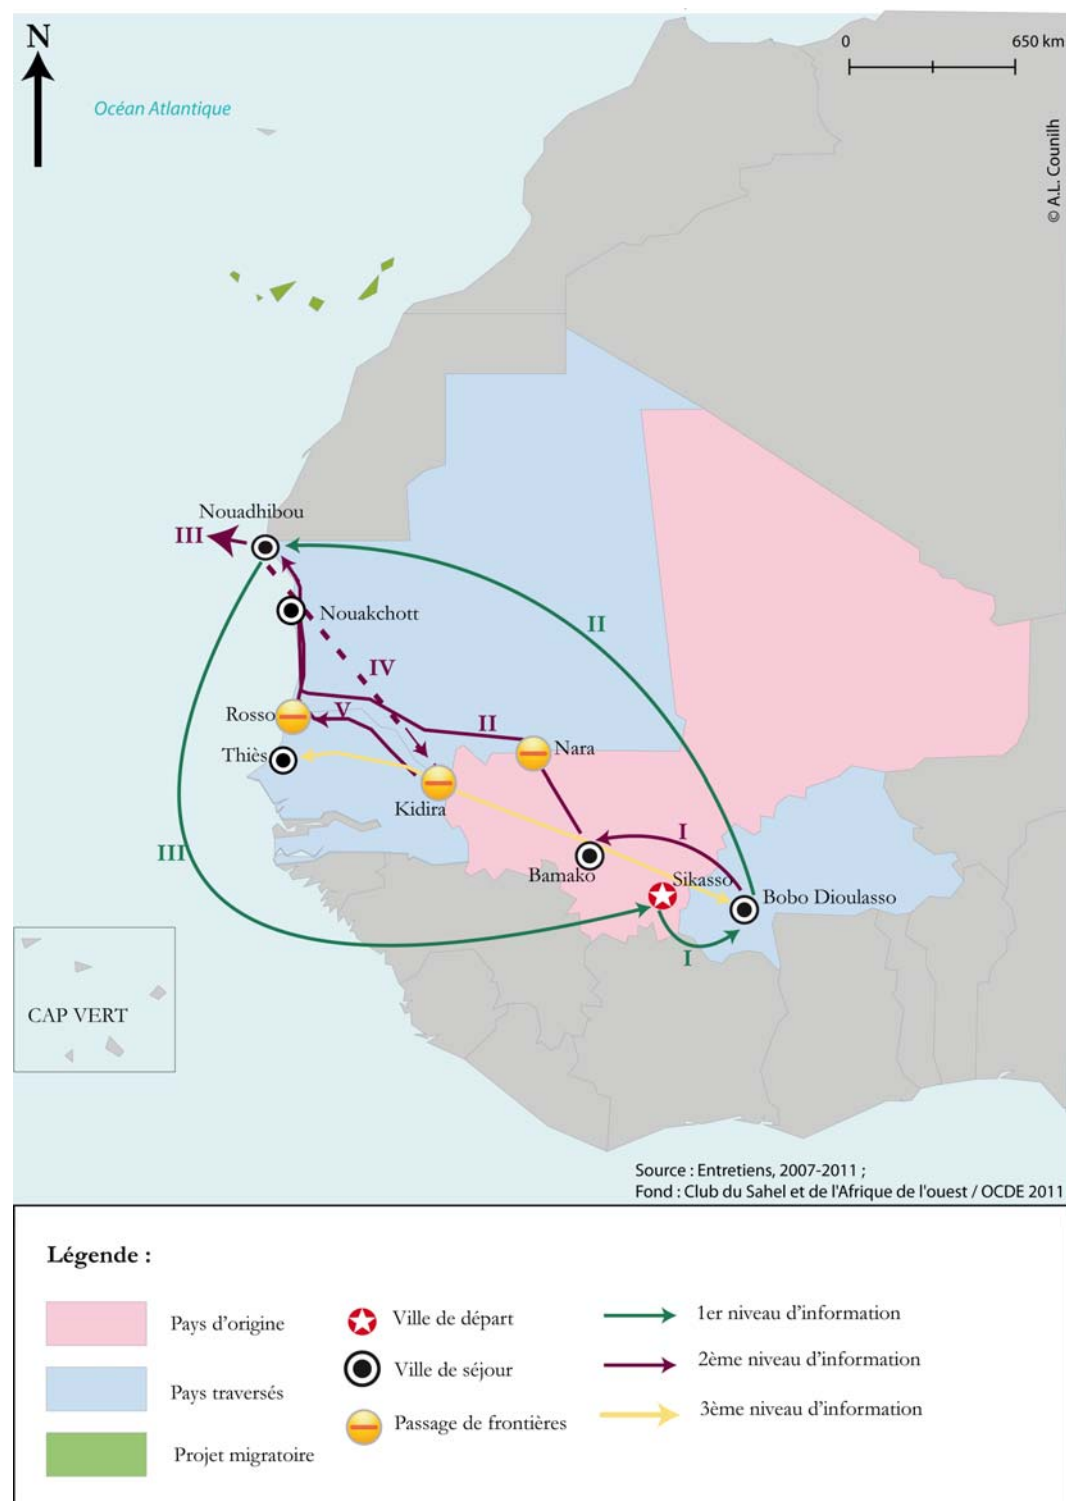 N
0 650 km
Océan Atlantique
© A.L. Counilh
Nouadhibou
III
Nouakchott
II
IV
Rosso
V
II
Nara
Thiès
Kidira
I
III
Bamako
Sikasso
Bobo Dioulasso
I
CAP VERT
Source : Entretiens, 2007-2011 ;
Fond : Club du Sahel et de l'Afrique de l'ouest / OCDE 2011
Légende :
Pays d'origine
Pays traversés
Projet migratoire
Ville de départ
Ville de séjour
Passage de frontières
1er niveau d'information
2ème niveau d'information
3ème niveau d'information